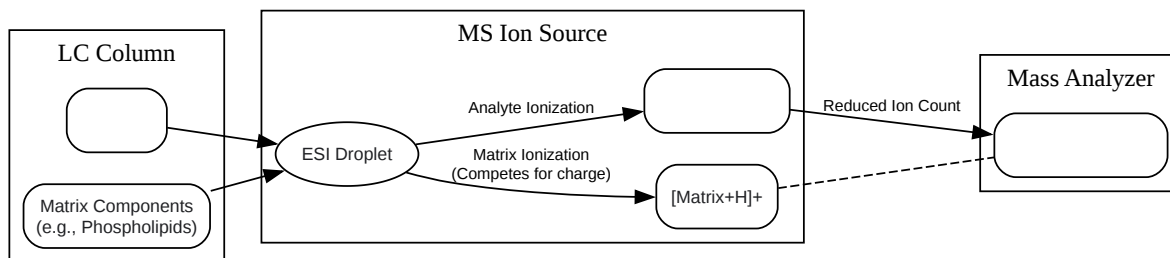 LC Column
Matrix Components
(e.g., Phospholipids)
MS Ion Source
ESI Droplet
Analyte Ionization
Matrix Ionization
(Competes for charge)
[Matrix+H]+
Reduced Ion Count
Mass Analyzer